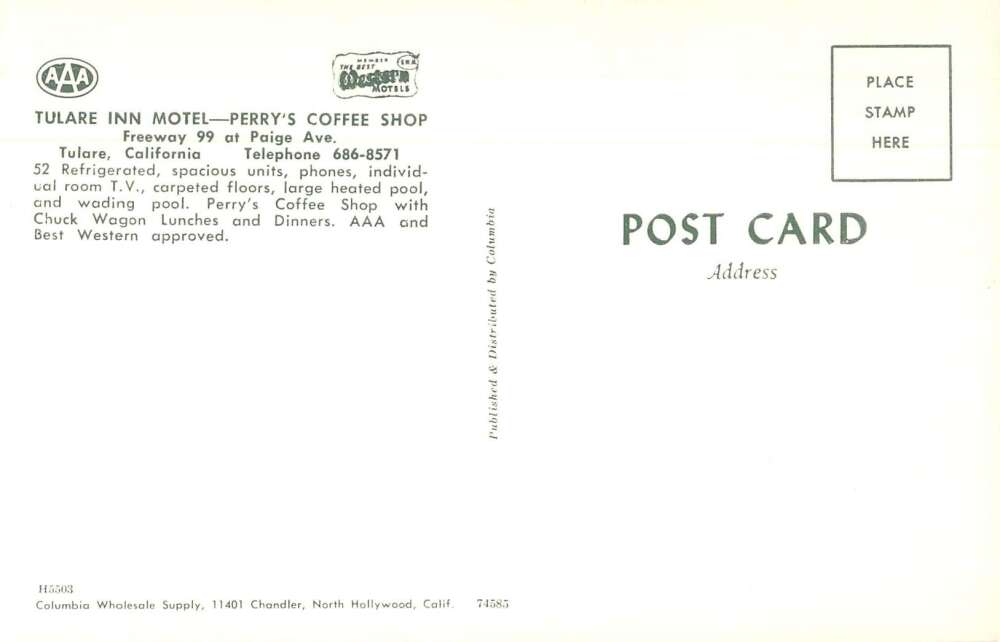 AAA
MEMBER
THE BEST
Western
MOTELS
TULARE INN MOTEL—PERRY'S COFFEE SHOP
Freeway 99 at Paige Ave.
Tulare, California Telephone 686-8571
52 Refrigerated, spacious units, phones, individ-
ual room T.V., carpeted floors, large heated pool,
and wading pool. Perry's Coffee Shop with
Chuck Wagon Lunches and Dinners. AAA and
Best Western approved.
H5503
Columbia Wholesale Supply, 11401 Chandler, North Hollywood, Calif. 74585
Published & Distributed by Columbia
PLACE
STAMP
HERE
POST CARD
Address